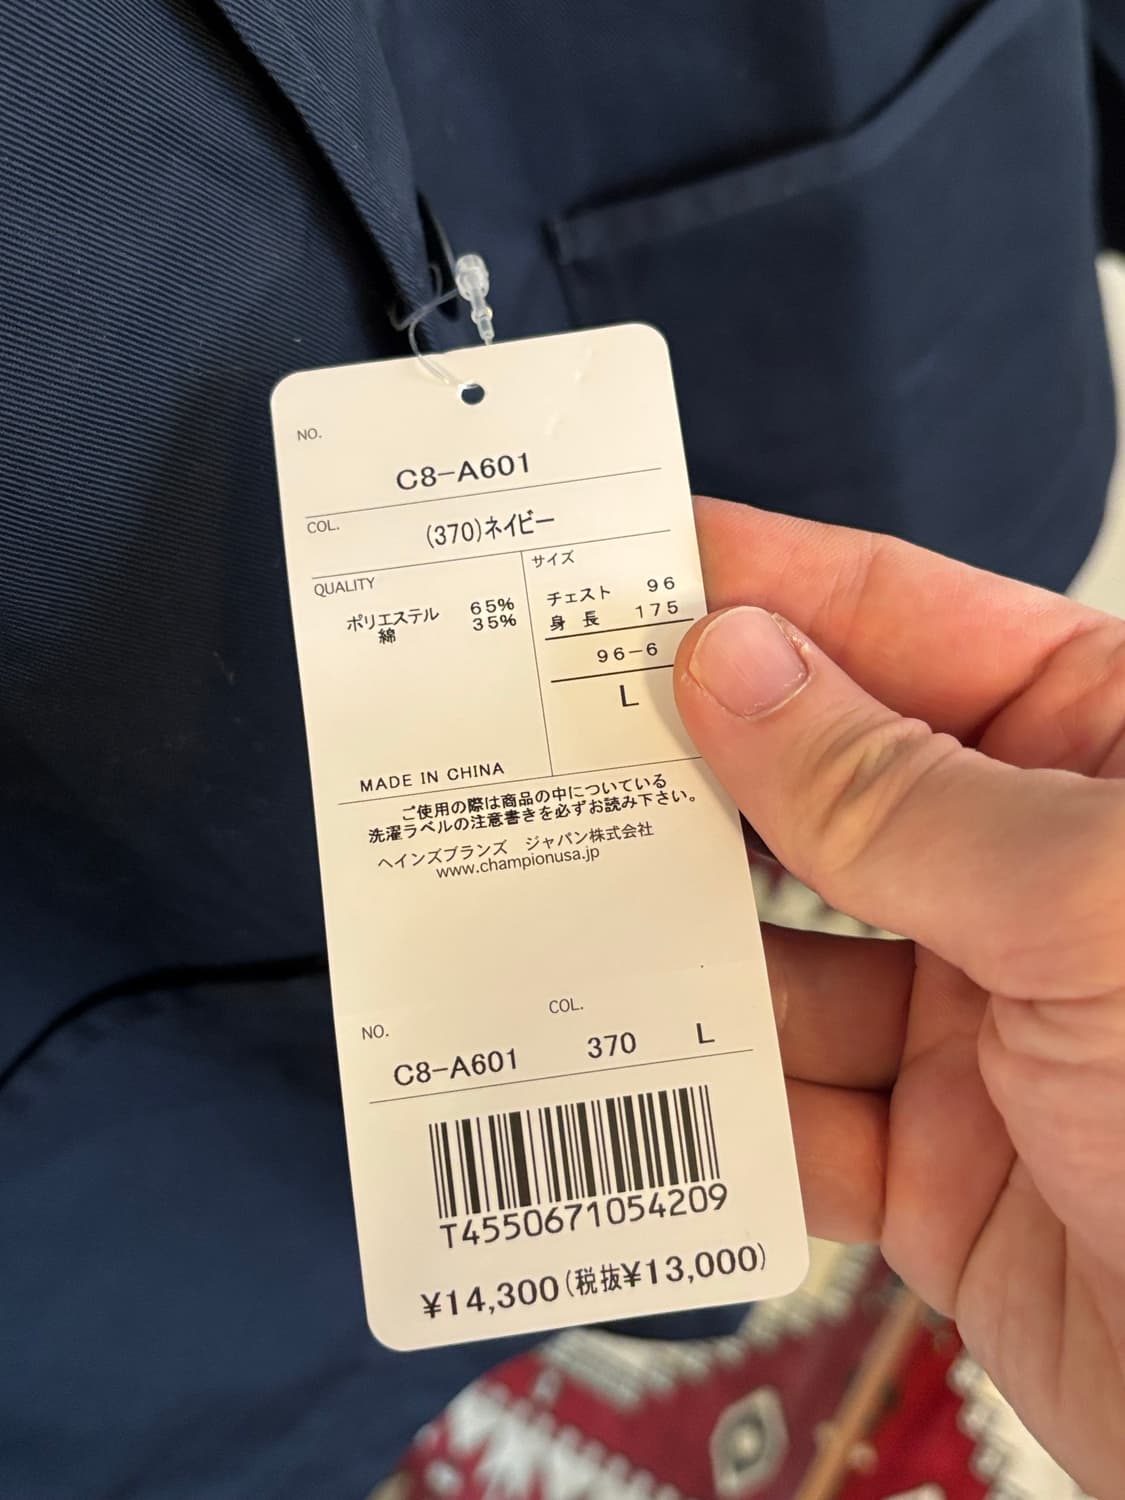 NO.
C8-A601
COL.
(370)ネイビー
QUALITY
ポリエステル 65%
綿 35%
サイズ
チェスト 96
身長 175
96-6
L
MADE IN CHINA
ご使用の際は商品の中についている
洗濯ラベルの注意書きを必ずお読み下さい。
ヘインズブランズ ジャパン株式会社
www.championusa.jp
NO. COL.
C8-A601 370 L
T4550671054209
¥14,300(税抜¥13,000)